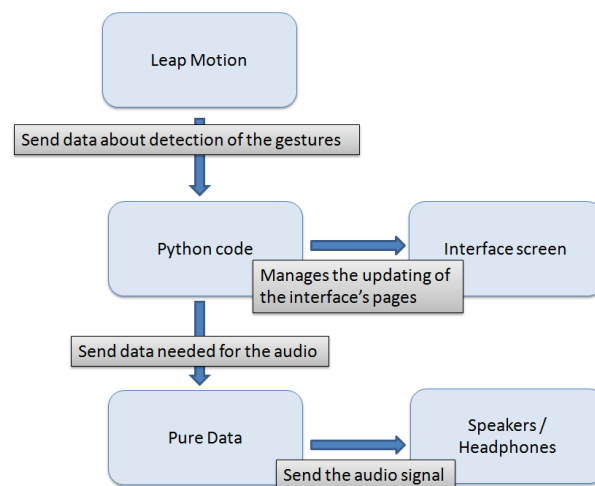 Leap Motion
Send data about detection of the gestures
Python code
Interface screen
Manages the updating of
the interface's pages
Send data needed for the audio
Pure Data
Speakers /
Headphones
Send the audio signal